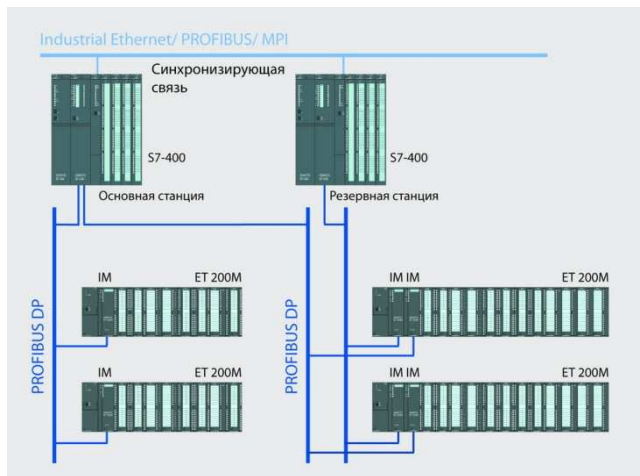 Industrial Ethernet/ PROFIBUS/ MPI
Синхронизирующая
связь
S7-400
S7-400
Основная станция
Резервная станция
IM
ET 200M
IM IM
ET 200M
PROFIBUS DP
PROFIBUS DP
IM
ET 200M
IM IM
ET 200M